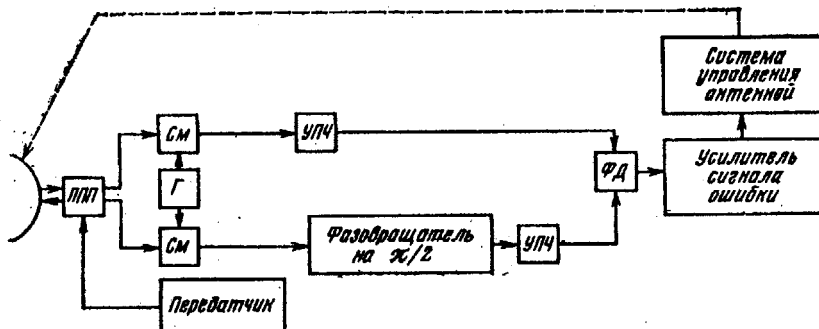 Система
управления
антенной
См
УПЧ
Г
ППП
ФД
Усилитель
сигнала
ошибки
См
Фазовращатель
на π/2
УПЧ
Передатчик